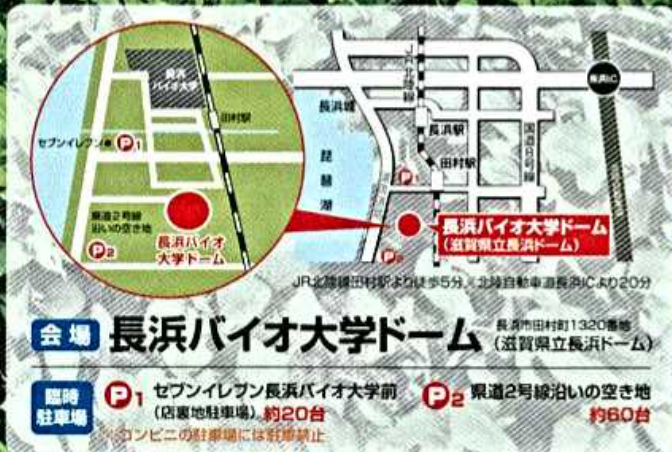 長浜
バイオ大学
田村駅
セブンイレブン
P1
県道2号線
沿いの空き地
P2
長浜バイオ
大学ドーム
JR北陸線
長浜IC
長浜城
長浜駅
田村駅
国道8号線
琵琶湖
P1
P2
長浜バイオ大学ドーム
(滋賀県立長浜ドーム)
JR北陸線田村駅より徒歩5分 北陸自動車道長浜ICより20分
会場 長浜バイオ大学ドーム 長浜市田村町1320番地
(滋賀県立長浜ドーム)
臨時
駐車場
P1 セブンイレブン長浜バイオ大学前
(店裏地駐車場) 約20台
※コンビニの駐車場には駐車禁止
P2 県道2号線沿いの空き地
約60台